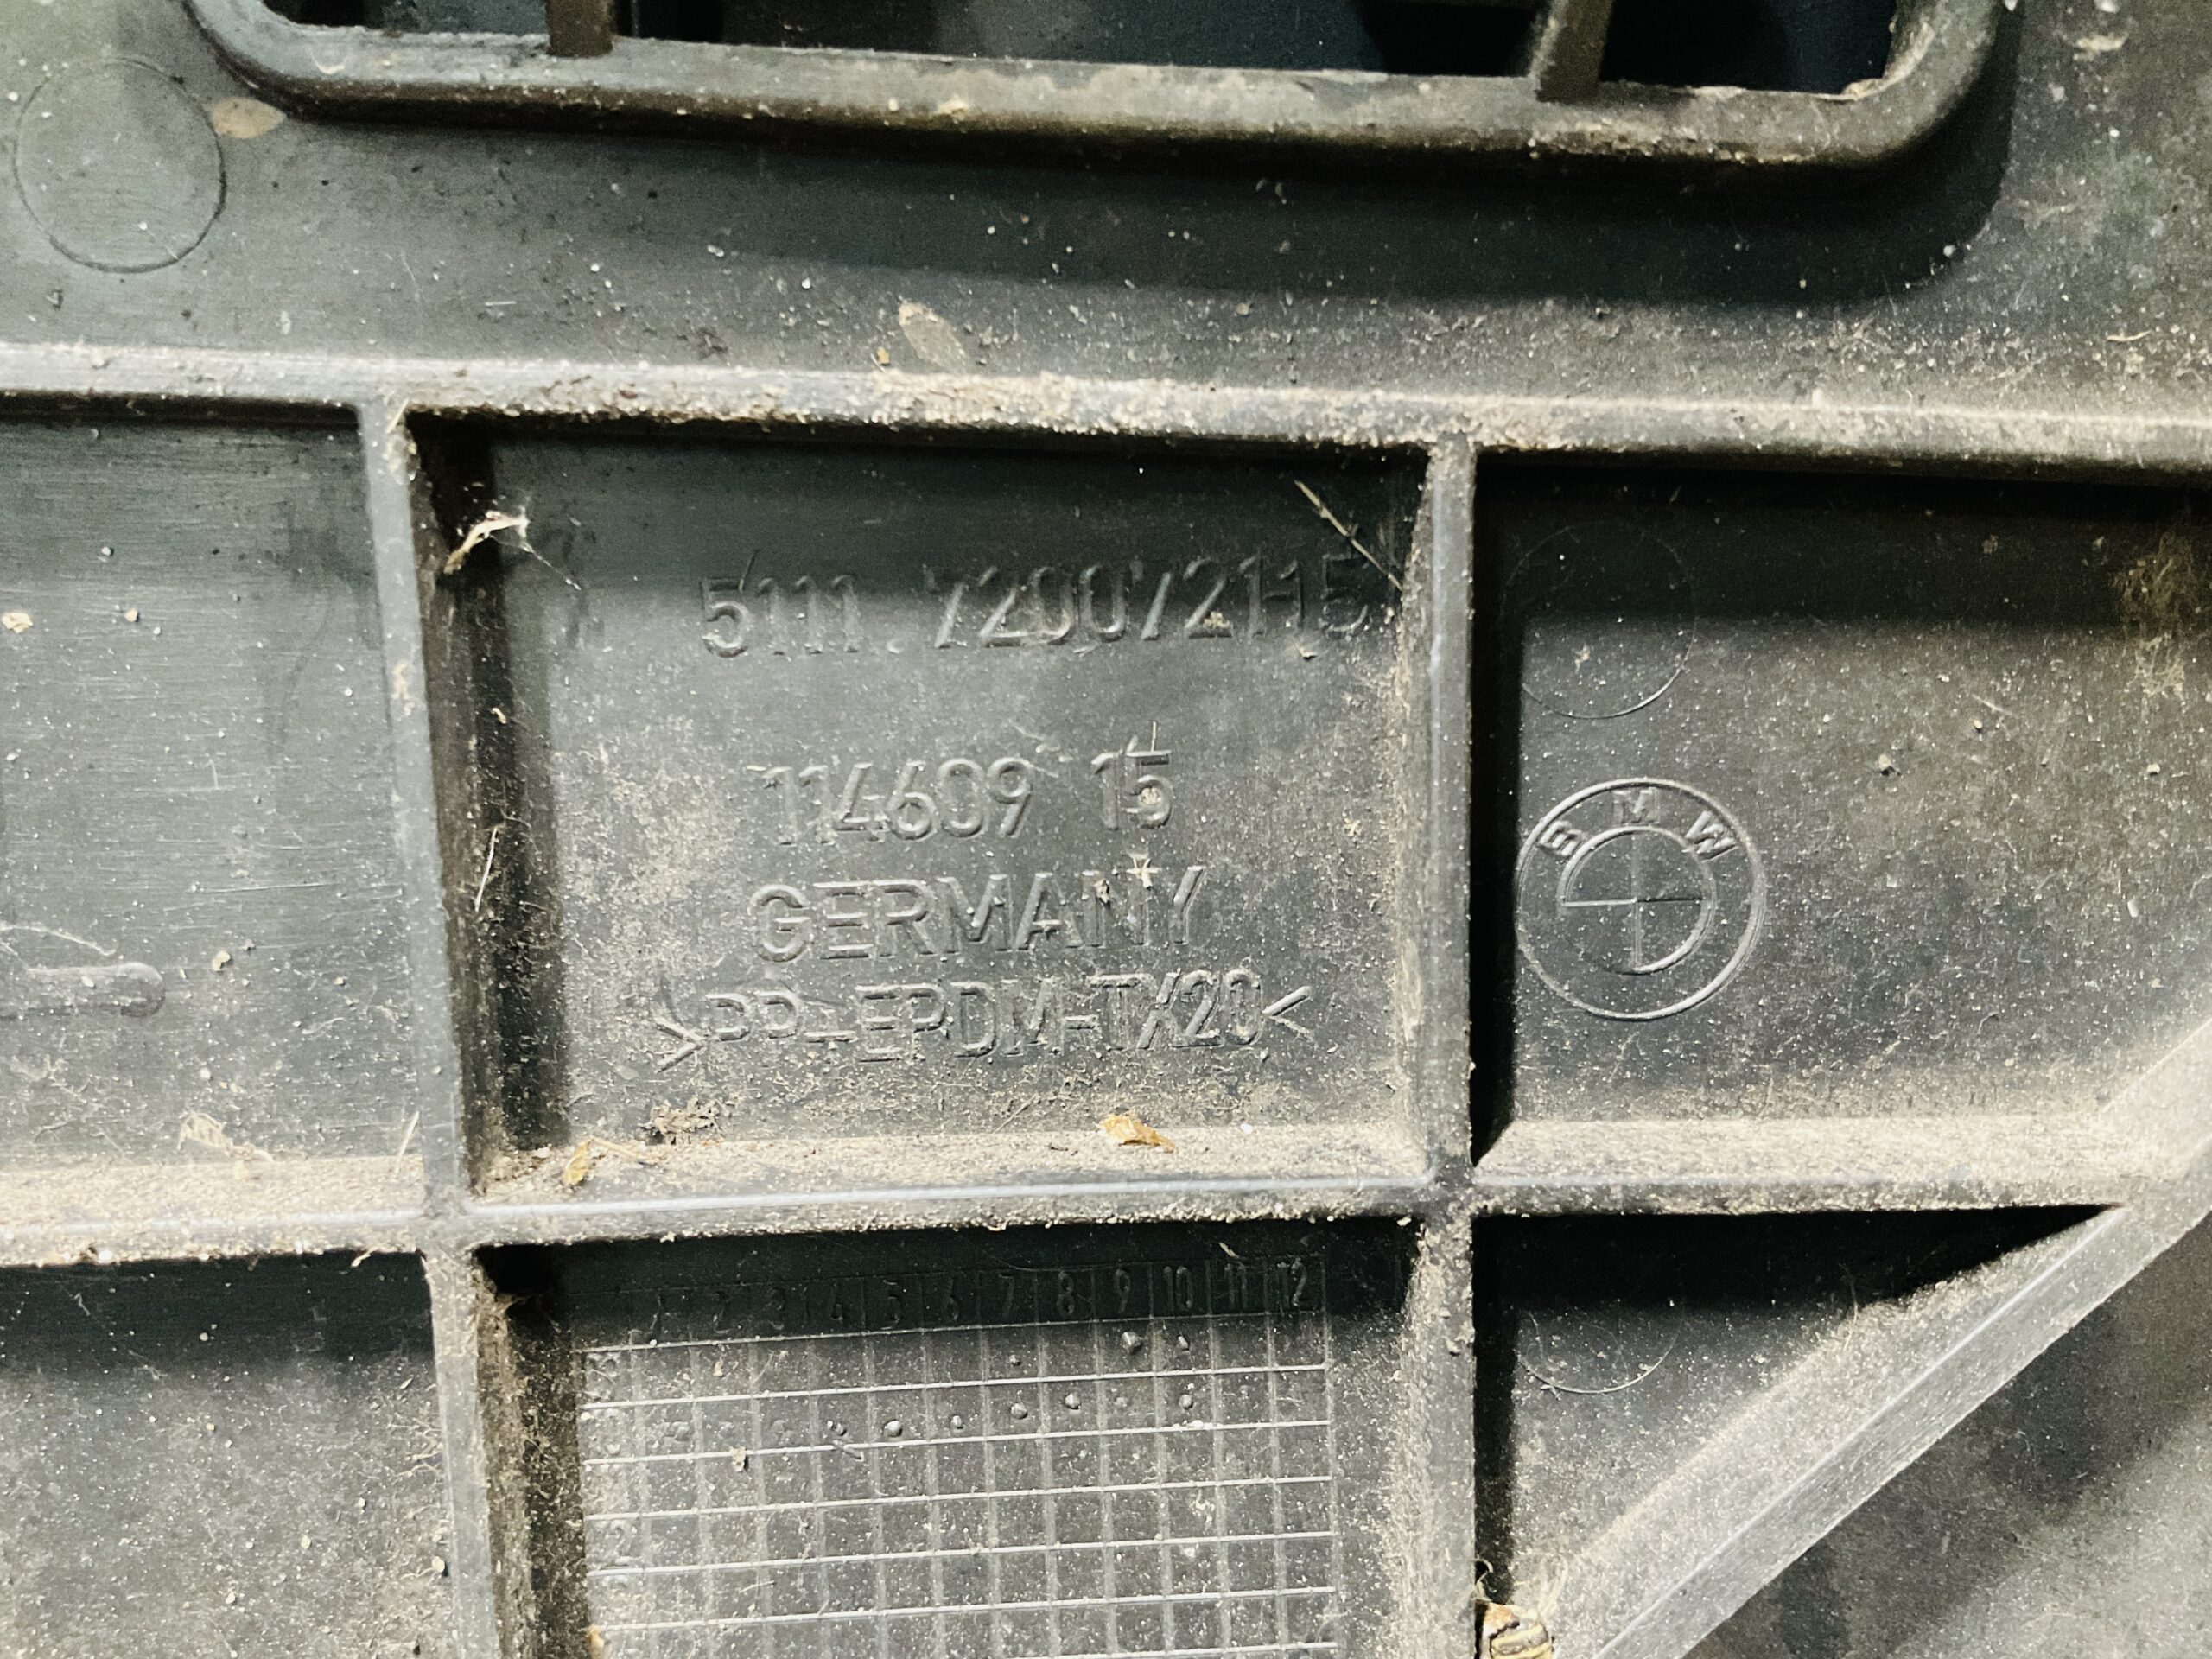 5111.7200721-15
114609 15
GERMANY
>PP+EPDM-TX20<
BMW
1 2 3 4 5 6 7 8 9 10 11 12